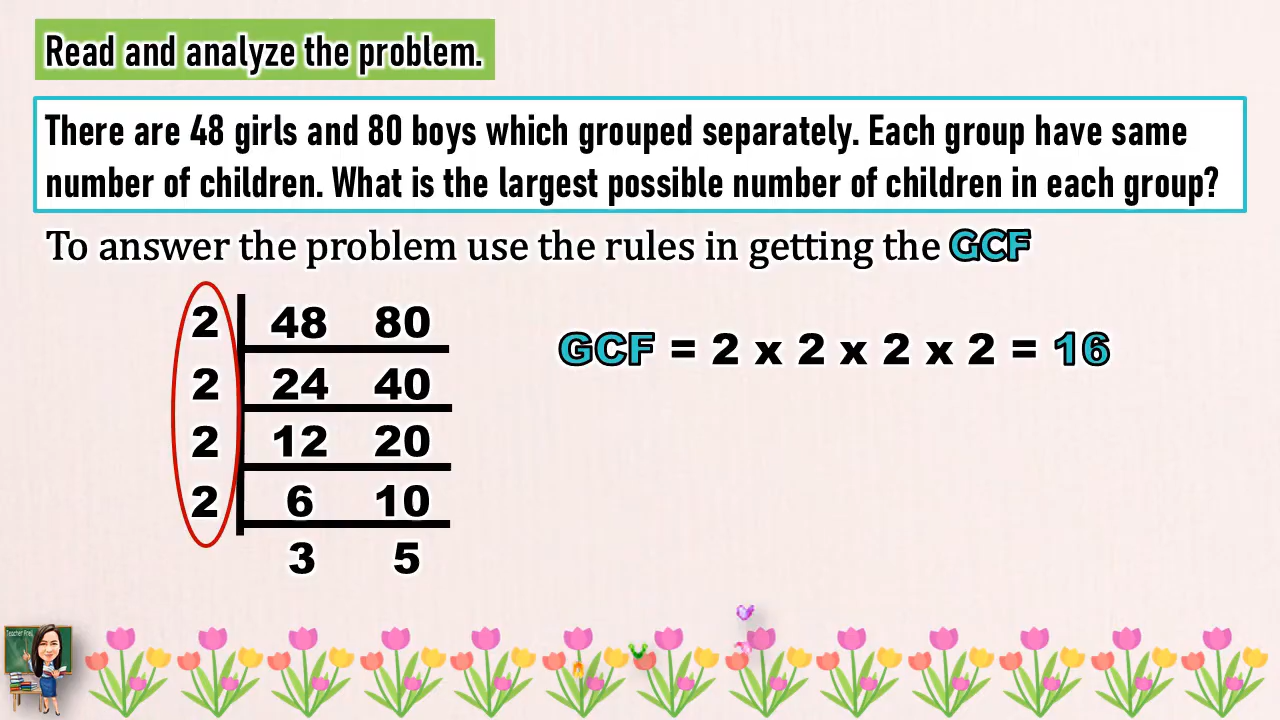 Read and analyze the problem.
There are 48 girls and 80 boys which grouped separately. Each group have same
number of children. What is the largest possible number of children in each group?
To answer the problem use the rules in getting the GCF
2 48 80
GCF = 2 x 2 x 2 x 2 = 16
2 24 40
2 12 20
2 6 10
3 5